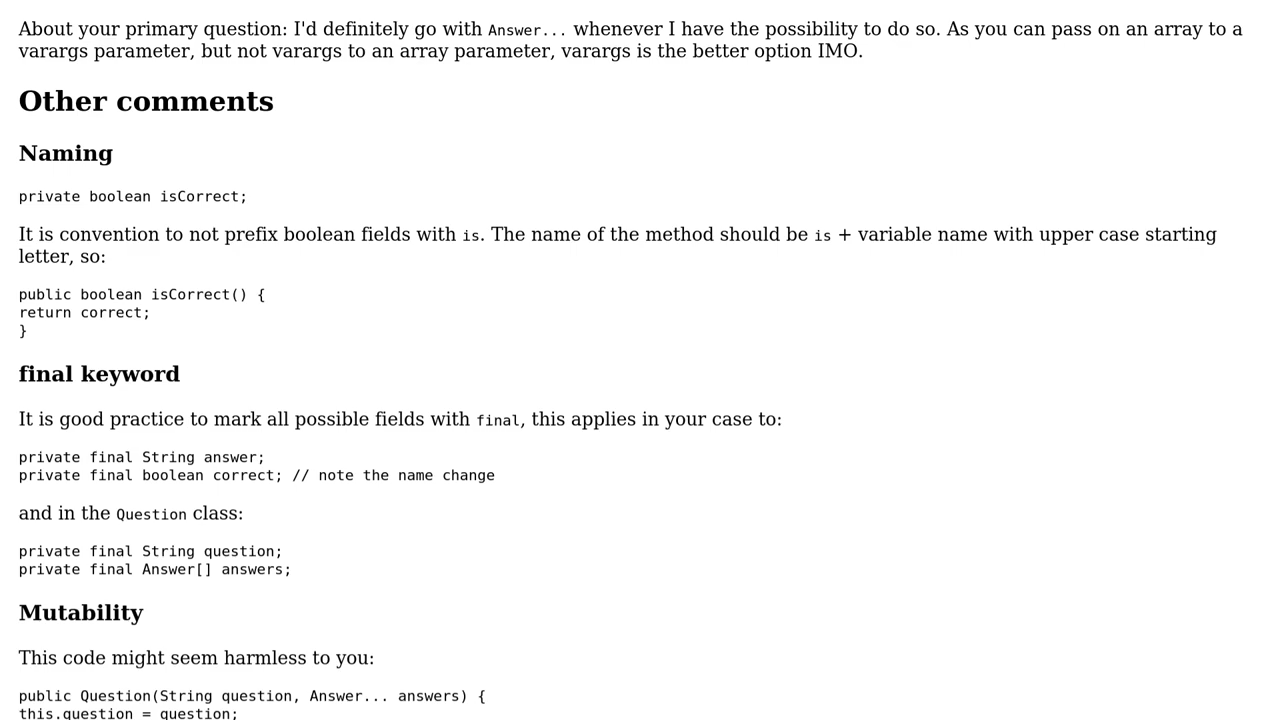 About your primary question: I'd definitely go with Answer... whenever I have the possibility to do so. As you can pass on an array to a
varargs parameter, but not varargs to an array parameter, varargs is the better option IMO.
Other comments
Naming
private boolean isCorrect;
It is convention to not prefix boolean fields with is. The name of the method should be is + variable name with upper case starting
letter, so:
public boolean isCorrect() {
return correct;
}
final keyword
It is good practice to mark all possible fields with final, this applies in your case to:
private final String answer;
private final boolean correct; // note the name change
and in the Question class:
private final String question;
private final Answer[] answers;
Mutability
This code might seem harmless to you:
public Question(String question, Answer... answers) {
this.question = question;